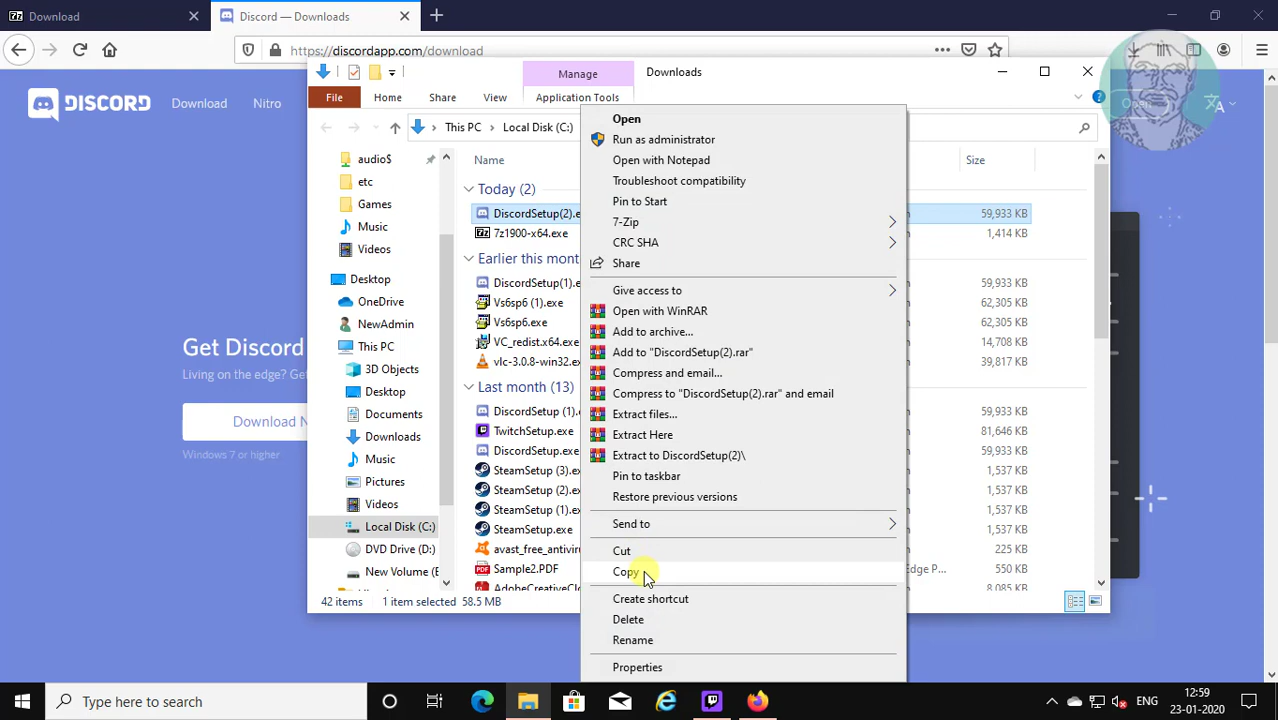 7z Download
Discord — Downloads
https://discordapp.com/download
DISCORD
Download
Nitro
Open
Manage
Downloads
File
Home
Share
View
Application Tools
This PC
Local Disk (C:)
Name
Size
audio$
etc
Games
Music
Videos
Desktop
OneDrive
NewAdmin
This PC
3D Objects
Desktop
Documents
Downloads
Music
Pictures
Videos
Local Disk (C:)
DVD Drive (D:)
New Volume (E
Today (2)
DiscordSetup(2).e
59,933 KB
7z1900-x64.exe
1,414 KB
Earlier this mont
DiscordSetup(1).e
59,933 KB
Vs6sp6 (1).exe
62,305 KB
Vs6sp6.exe
62,305 KB
VC_redist.x64.exe
14,708 KB
vlc-3.0.8-win32.e
39,817 KB
Last month (13)
DiscordSetup (1).
59,933 KB
TwitchSetup.exe
81,646 KB
DiscordSetup.exe
59,933 KB
SteamSetup (3).e
1,537 KB
SteamSetup (2).e
1,537 KB
SteamSetup (1).e
1,537 KB
SteamSetup.exe
1,537 KB
avast_free_antiviru
225 KB
Sample2.PDF
Edge P...
550 KB
AdobeCreativeCl
8,085 KB
42 items
1 item selected 58.5 MB
Open
Run as administrator
Open with Notepad
Troubleshoot compatibility
Pin to Start
7-Zip
CRC SHA
Share
Give access to
Open with WinRAR
Add to archive...
Add to "DiscordSetup(2).rar"
Compress and email...
Compress to "DiscordSetup(2).rar" and email
Extract files...
Extract Here
Extract to DiscordSetup(2)\
Pin to taskbar
Restore previous versions
Send to
Cut
Copy
Create shortcut
Delete
Rename
Properties
Get Discord
Living on the edge? Get
Download N
Windows 7 or higher
Type here to search
ENG
12:59
23-01-2020